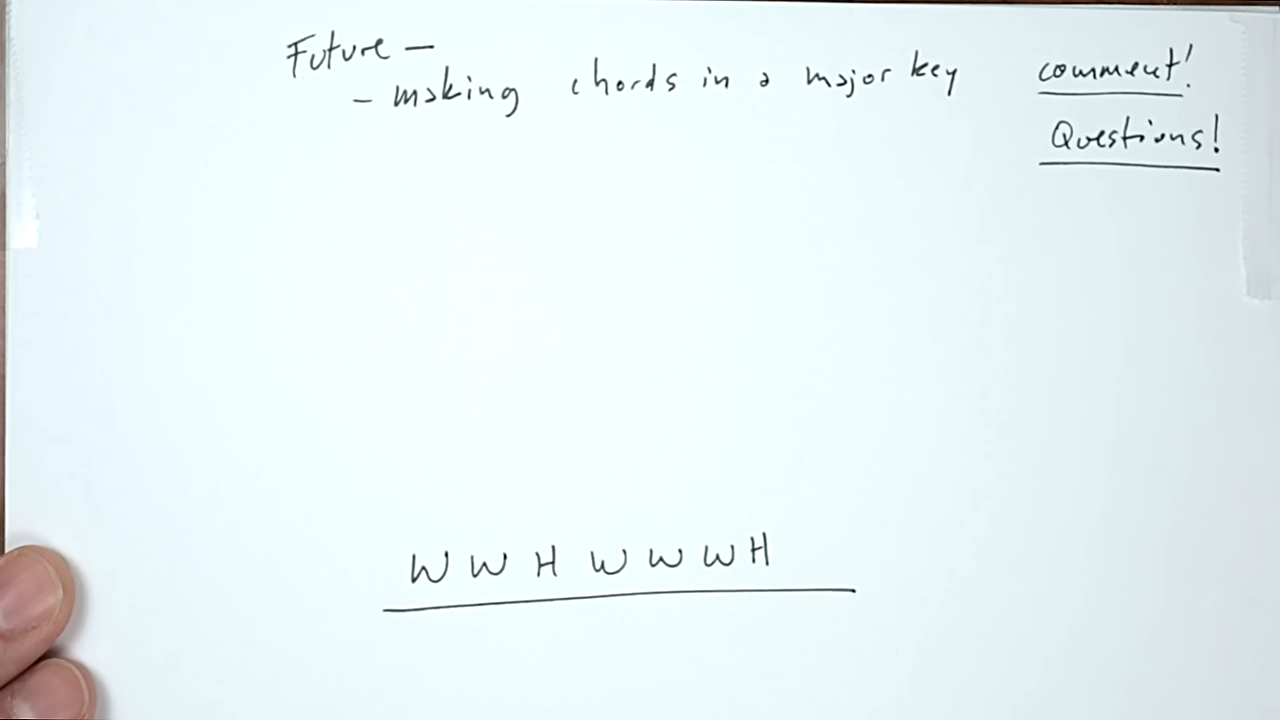 Future -
- making chords in a major key
comment!
Questions!
W W H W W W H